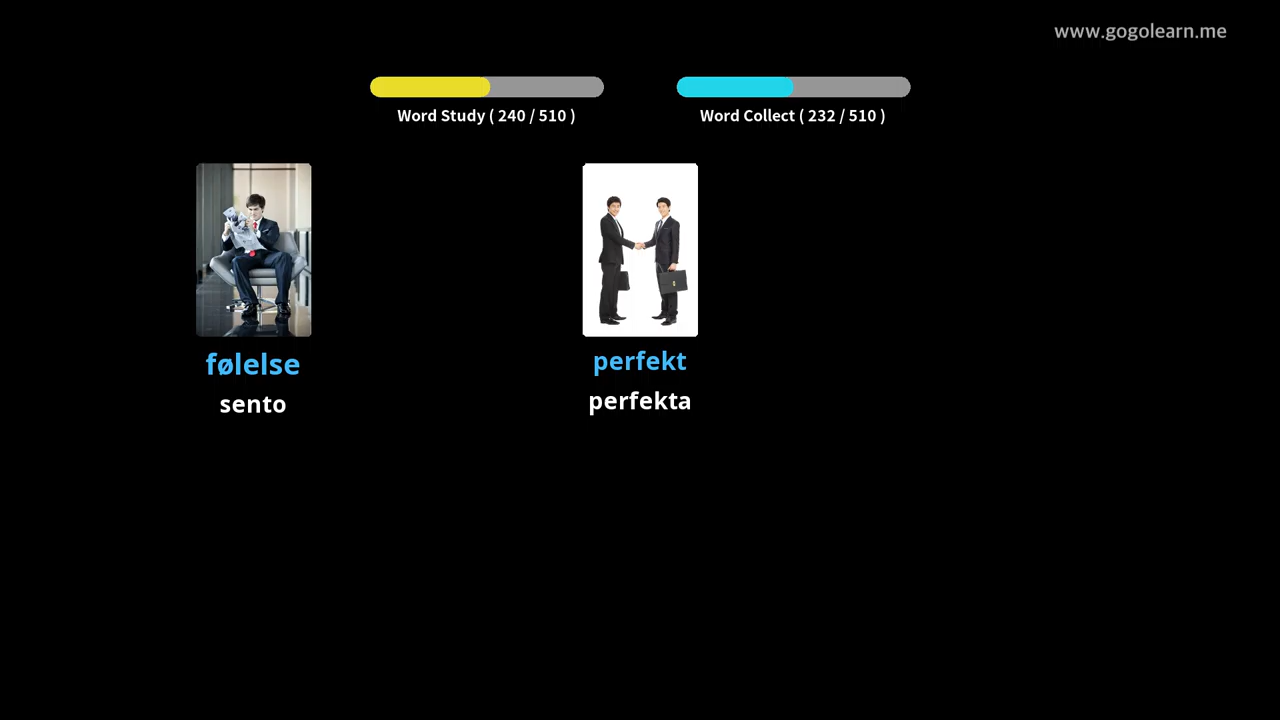 www.gogolearn.me
Word Study ( 240 / 510 )
Word Collect ( 232 / 510 )
følelse
sento
perfekt
perfekta